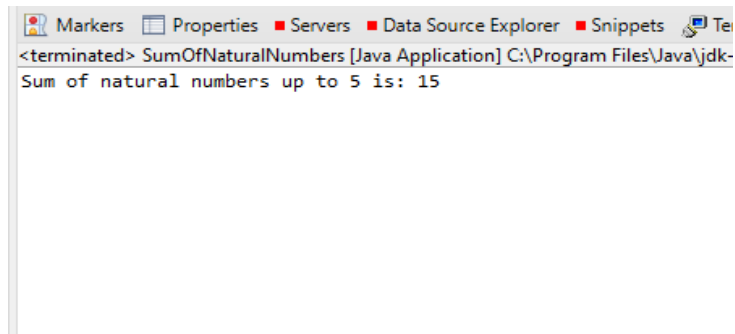 Markers Properties Servers Data Source Explorer Snippets
<terminated> SumOfNaturalNumbers [Java Application] C:\Program Files\Java\jdk-
Sum of natural numbers up to 5 is: 15